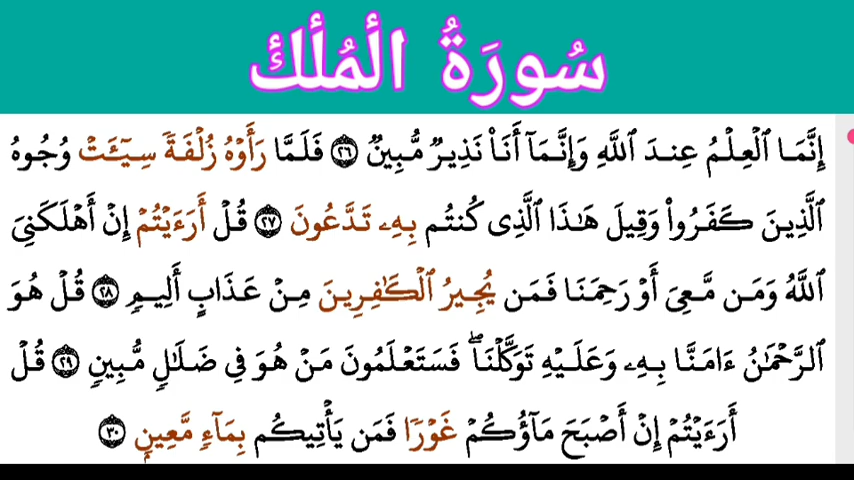 سُورَةُ الْمُلْك
إِنَّمَا ٱلْعِلْمُ عِندَ ٱللَّهِ وَإِنَّمَآ أَنَا۠ نَذِيرٌ مُّبِينٌ ٢٦ فَلَمَّا رَأَوْهُ زُلْفَةً سِيٓـَٔتْ وُجُوهُ
ٱلَّذِينَ كَفَرُوا۟ وَقِيلَ هَـٰذَا ٱلَّذِى كُنتُم بِهِۦ تَدَّعُونَ ٢٧ قُلْ أَرَءَيْتُمْ إِنْ أَهْلَكَنِىَ
ٱللَّهُ وَمَن مَّعِىَ أَوْ رَحِمَنَا فَمَن يُجِيرُ ٱلْكَـٰفِرِينَ مِنْ عَذَابٍ أَلِيمٍ ٢٨ قُلْ هُوَ
ٱلرَّحْمَـٰنُ ءَامَنَّا بِهِۦ وَعَلَيْهِ تَوَكَّلْنَا ۖ فَسَتَعْلَمُونَ مَنْ هُوَ فِى ضَلَـٰلٍ مُّبِينٍ ٢٩ قُلْ
أَرَءَيْتُمْ إِنْ أَصْبَحَ مَآؤُكُمْ غَوْرًا فَمَن يَأْتِيكُم بِمَآءٍ مَّعِينٍۭ ٣٠